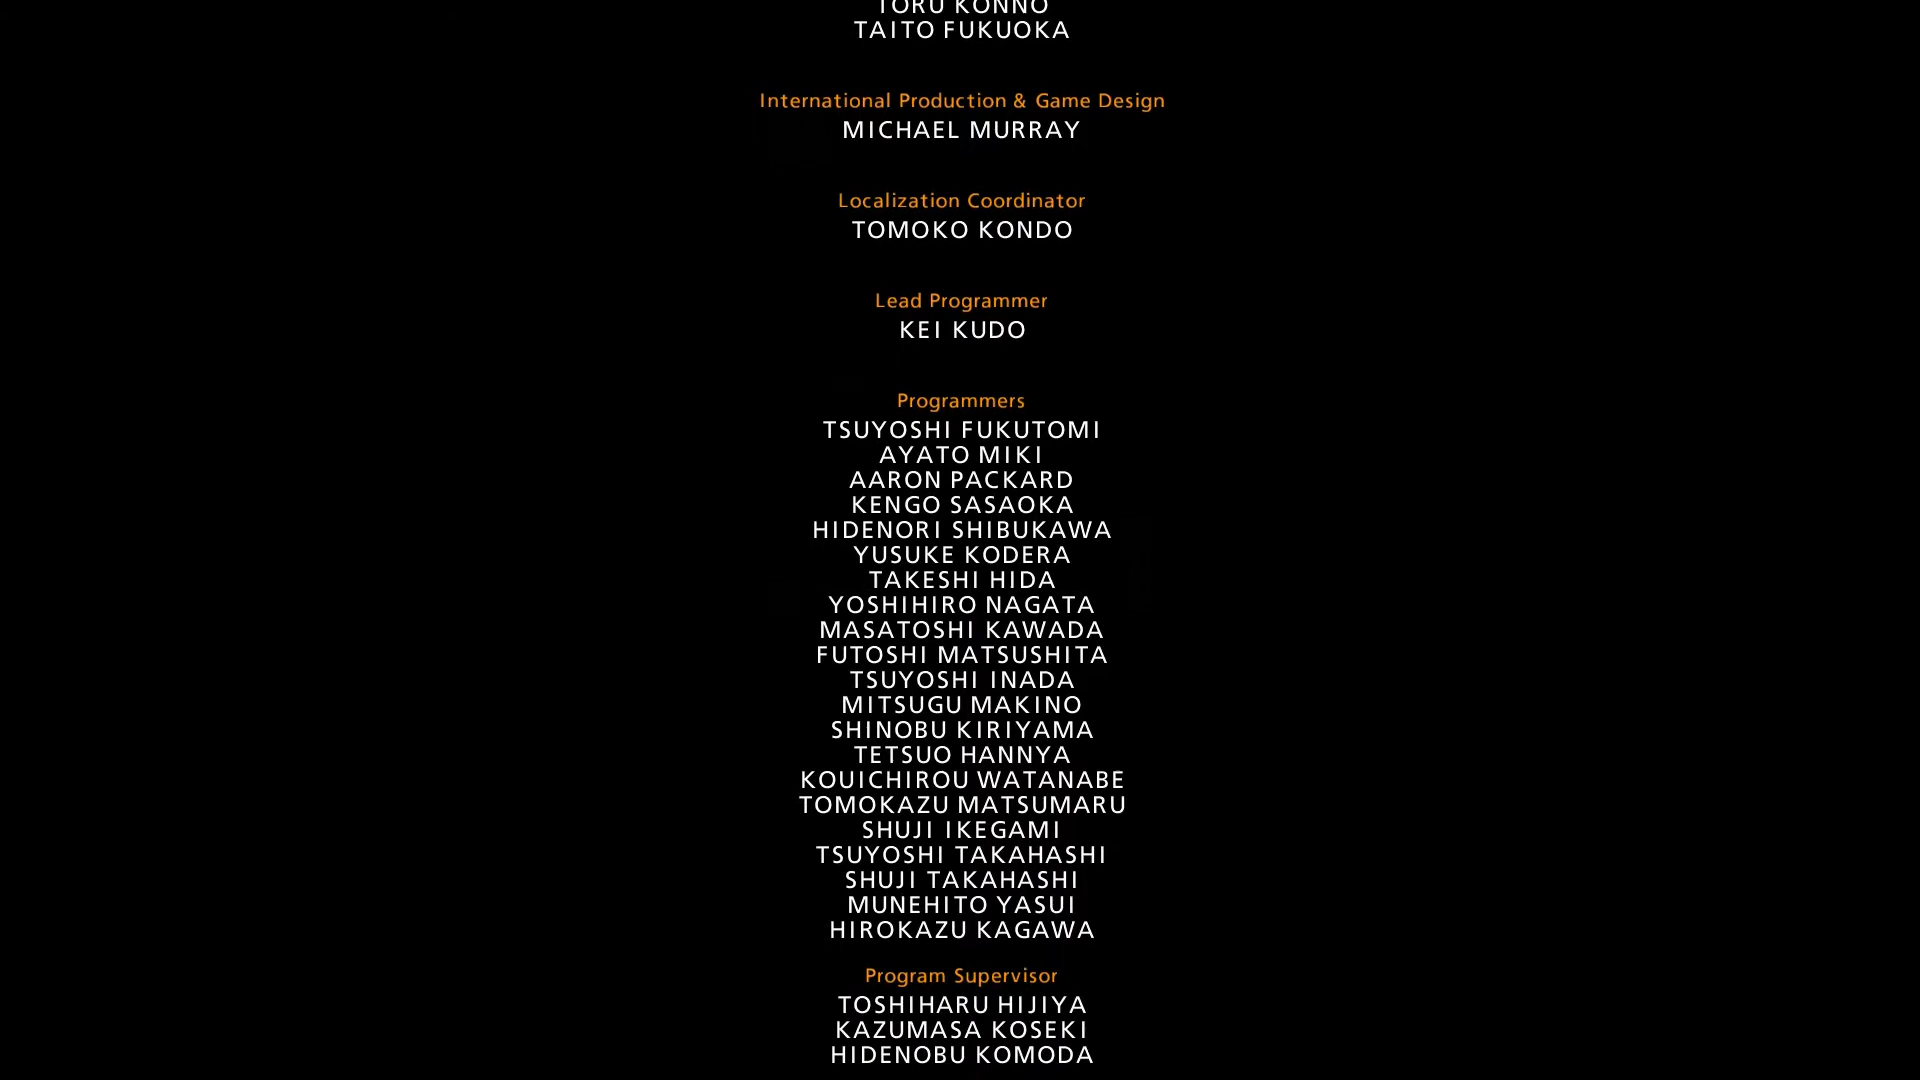 TORU KONNO
TAITO FUKUOKA
International Production & Game Design
MICHAEL MURRAY
Localization Coordinator
TOMOKO KONDO
Lead Programmer
KEI KUDO
Programmers
TSUYOSHI FUKUTOMI
AYATO MIKI
AARON PACKARD
KENGO SASAOKA
HIDENORI SHIBUKAWA
YUSUKE KODERA
TAKESHI HIDA
YOSHIHIRO NAGATA
MASATOSHI KAWADA
FUTOSHI MATSUSHITA
TSUYOSHI INADA
MITSUGU MAKINO
SHINOBU KIRIYAMA
TETSUO HANNYA
KOUICHIROU WATANABE
TOMOKAZU MATSUMARU
SHUJI IKEGAMI
TSUYOSHI TAKAHASHI
SHUJI TAKAHASHI
MUNEHITO YASUI
HIROKAZU KAGAWA
Program Supervisor
TOSHIHARU HIJIYA
KAZUMASA KOSEKI
HIDENOBU KOMODA